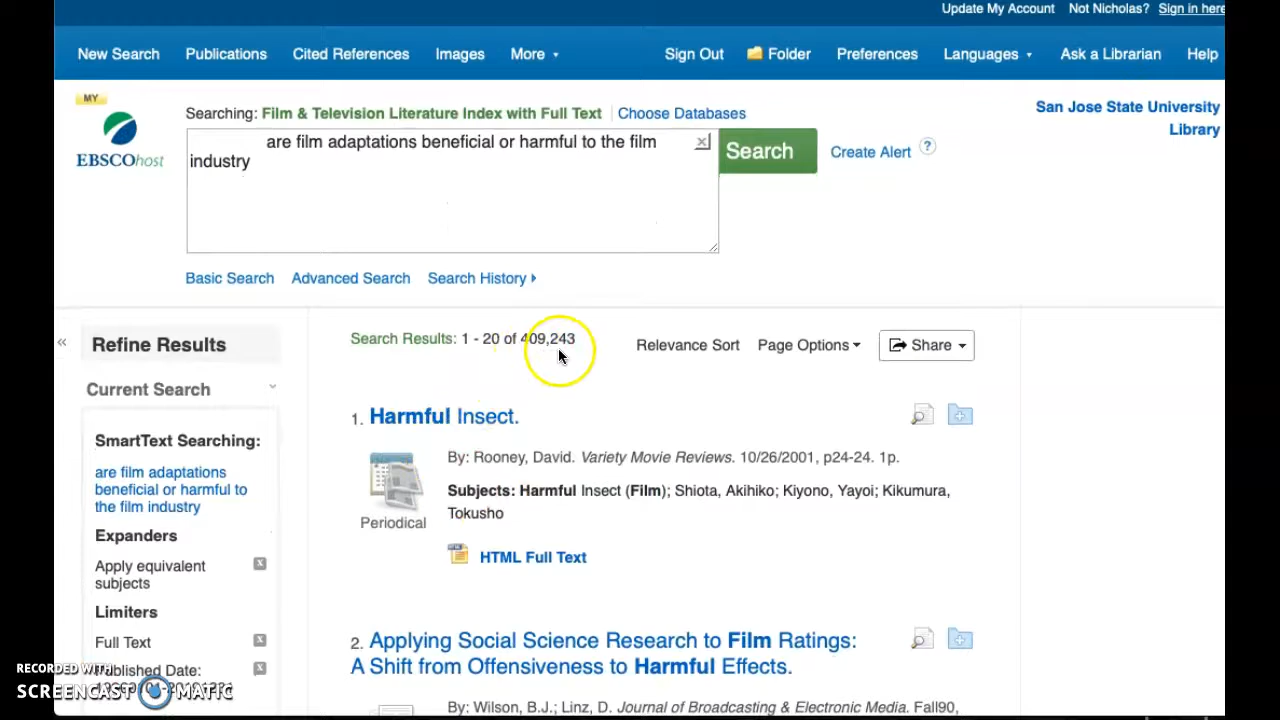 Update My Account Not Nicholas? Sign in here
New Search Publications Cited References Images More Sign Out Folder Preferences Languages Ask a Librarian Help
MY
EBSCOhost
Searching: Film & Television Literature Index with Full Text Choose Databases
San Jose State University
Library
are film adaptations beneficial or harmful to the film
industry
Search Create Alert ?
Basic Search Advanced Search Search History
« Refine Results
Current Search
SmartText Searching:
are film adaptations
beneficial or harmful to
the film industry
Expanders
Apply equivalent
subjects
Limiters
Full Text
Published Date:
Search Results: 1 - 20 of 409,243 Relevance Sort Page Options Share
1. Harmful Insect.
Periodical
By: Rooney, David. Variety Movie Reviews. 10/26/2001, p24-24. 1p.
Subjects: Harmful Insect (Film); Shiota, Akihiko; Kiyono, Yayoi; Kikumura,
Tokusho
HTML Full Text
2. Applying Social Science Research to Film Ratings:
A Shift from Offensiveness to Harmful Effects.
By: Wilson, B.J.; Linz, D. Journal of Broadcasting & Electronic Media. Fall90,
RECORDED WITH
SCREENCAST MATIC